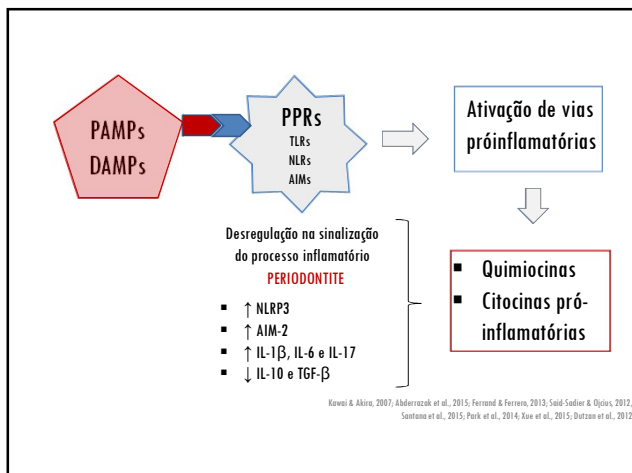 PAMPs
DAMPs
PPRs
TLRs
NLRs
AIMs
Ativação de vias
próinflamatórias
Desregulação na sinalização
do processo inflamatório
PERIODONTITE
▪ ↑ NLRP3
▪ ↑ AIM-2
▪ ↑ IL-1β, IL-6 e IL-17
▪ ↓ IL-10 e TGF-β
▪ Quimiocinas
▪ Citocinas pró-
inflamatórias
Kawai & Akira, 2007; Abderrazak et al., 2015; Ferrand & Ferrero, 2013; Said-Sadier & Ojcius, 2012,
Santana et al., 2015; Park et al., 2014; Xue et al., 2015; Dutzan et al., 2012